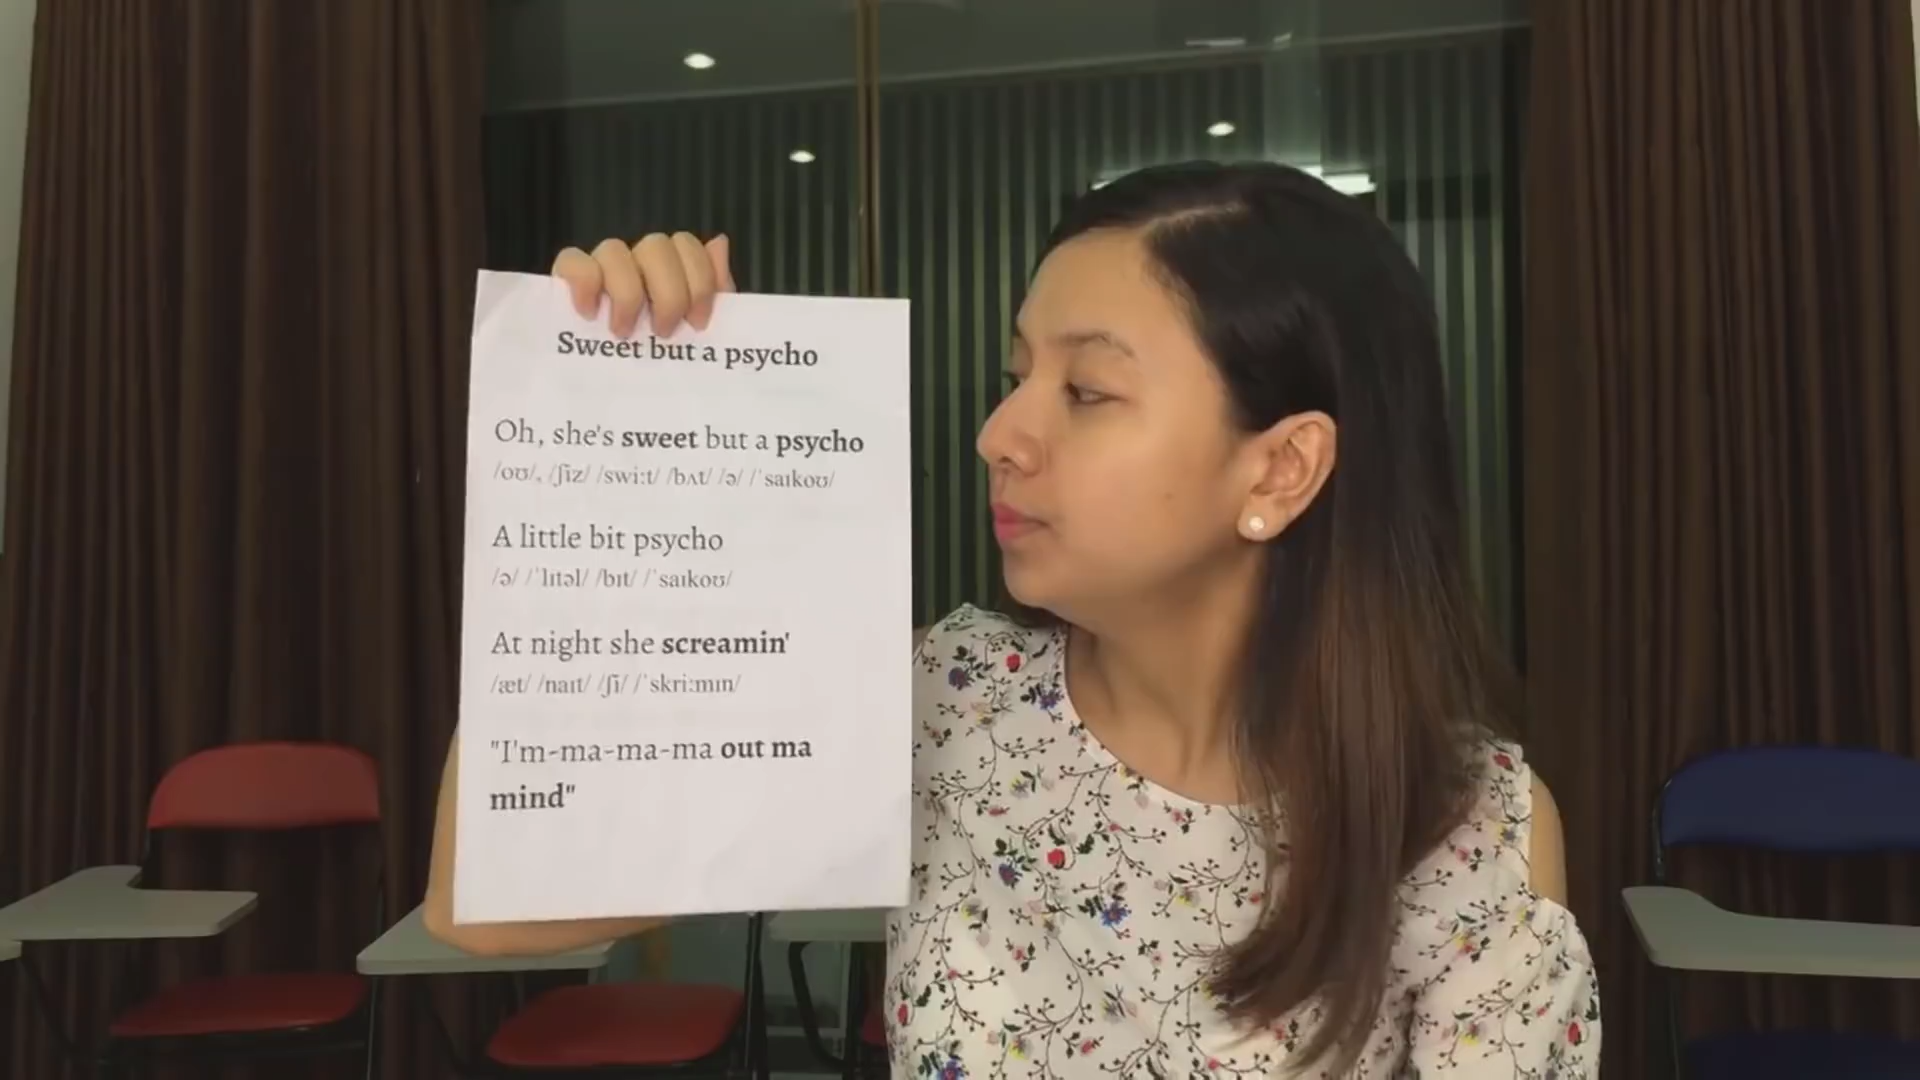 Sweet but a psycho
Oh, she's sweet but a psycho
/oʊ/, /ʃiz/ /swi:t/ /bʌt/ /ə/ /ˈsaɪkoʊ/
A little bit psycho
/ə/ /ˈlɪtəl/ /bɪt/ /ˈsaɪkoʊ/
At night she screamin'
/æt/ /naɪt/ /ʃi/ /ˈskri:mɪn/
"I'm-ma-ma-ma out ma
mind"